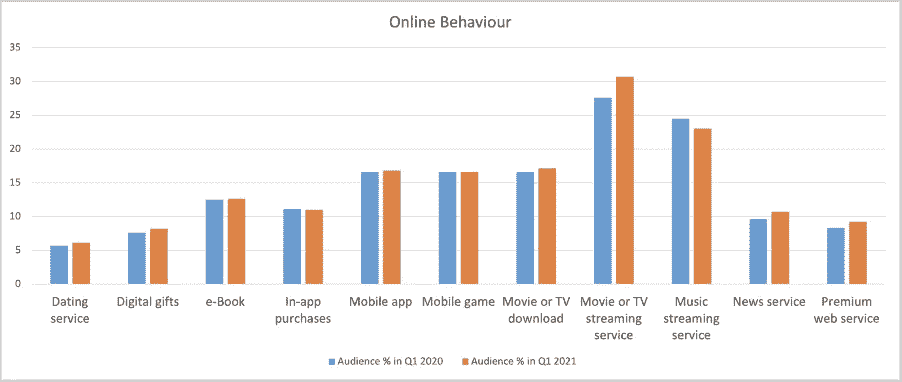 Online Behaviour
35
30
25
20
15
10
5
0
Dating
service
Digital gifts
e-Book
In-app
purchases
Mobile app
Mobile game
Movie or TV
download
Movie or TV
streaming
service
Music
streaming
service
News service
Premium
web service
Audience % in Q1 2020
Audience % in Q1 2021